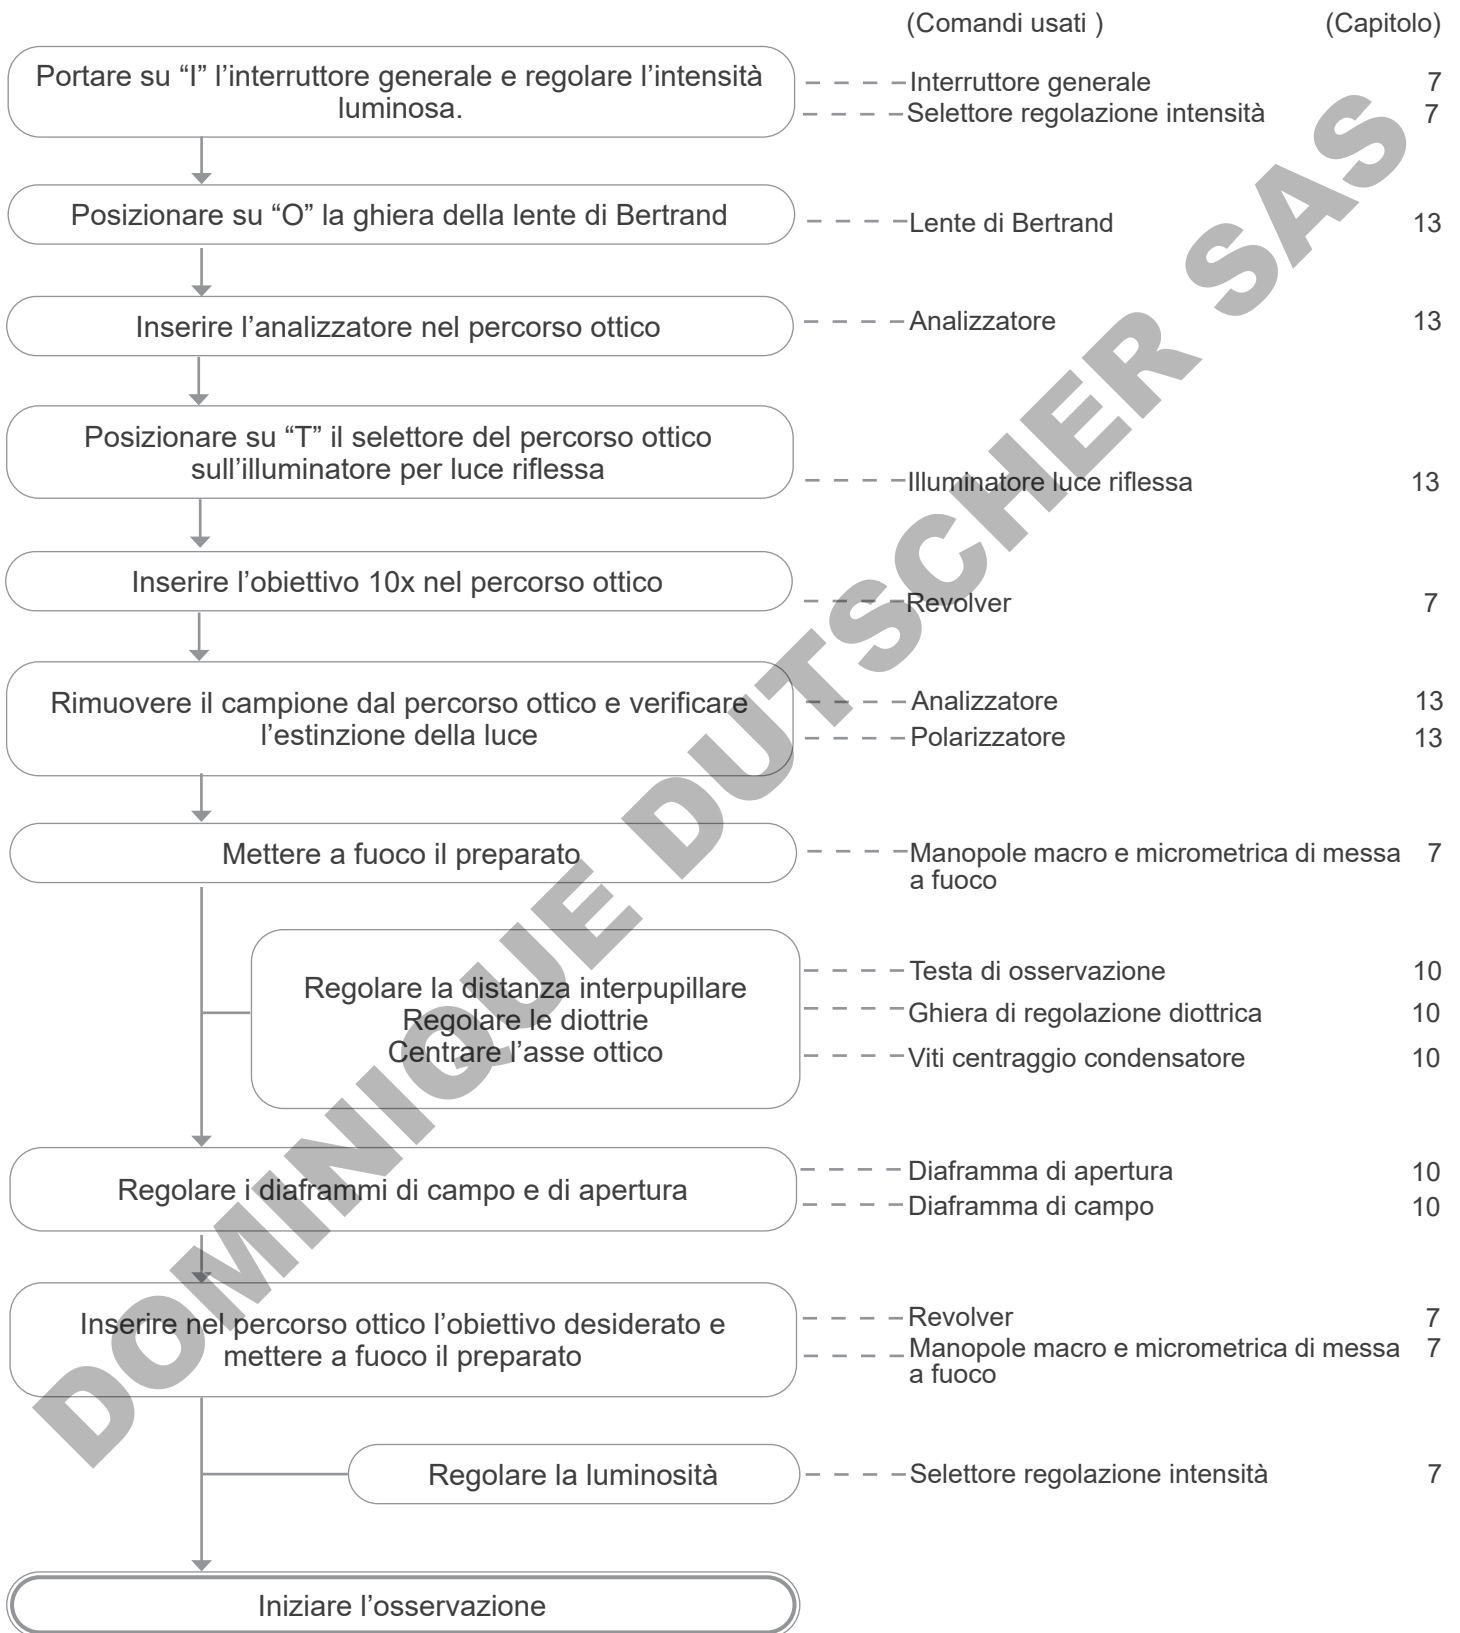 (Comandi usati ) (Capitolo)
Portare su “I” l’interruttore generale e regolare l’intensità
luminosa.
Interruttore generale 7
Selettore regolazione intensità 7
Posizionare su “O” la ghiera della lente di Bertrand
Lente di Bertrand 13
Inserire l’analizzatore nel percorso ottico
Analizzatore 13
Posizionare su “T” il selettore del percorso ottico
sull’illuminatore per luce riflessa
Illuminatore luce riflessa 13
Inserire l’obiettivo 10x nel percorso ottico
Revolver 7
Rimuovere il campione dal percorso ottico e verificare
l’estinzione della luce
Analizzatore 13
Polarizzatore 13
Mettere a fuoco il preparato
Manopole macro e micrometrica di messa 7
a fuoco
Regolare la distanza interpupillare
Regolare le diottrie
Centrare l’asse ottico
Testa di osservazione 10
Ghiera di regolazione diottrica 10
Viti centraggio condensatore 10
Regolare i diaframmi di campo e di apertura
Diaframma di apertura 10
Diaframma di campo 10
Inserire nel percorso ottico l’obiettivo desiderato e
mettere a fuoco il preparato
Revolver 7
Manopole macro e micrometrica di messa 7
a fuoco
Regolare la luminosità
Selettore regolazione intensità 7
Iniziare l’osservazione
DOMINIQUE DUTSCHER SAS